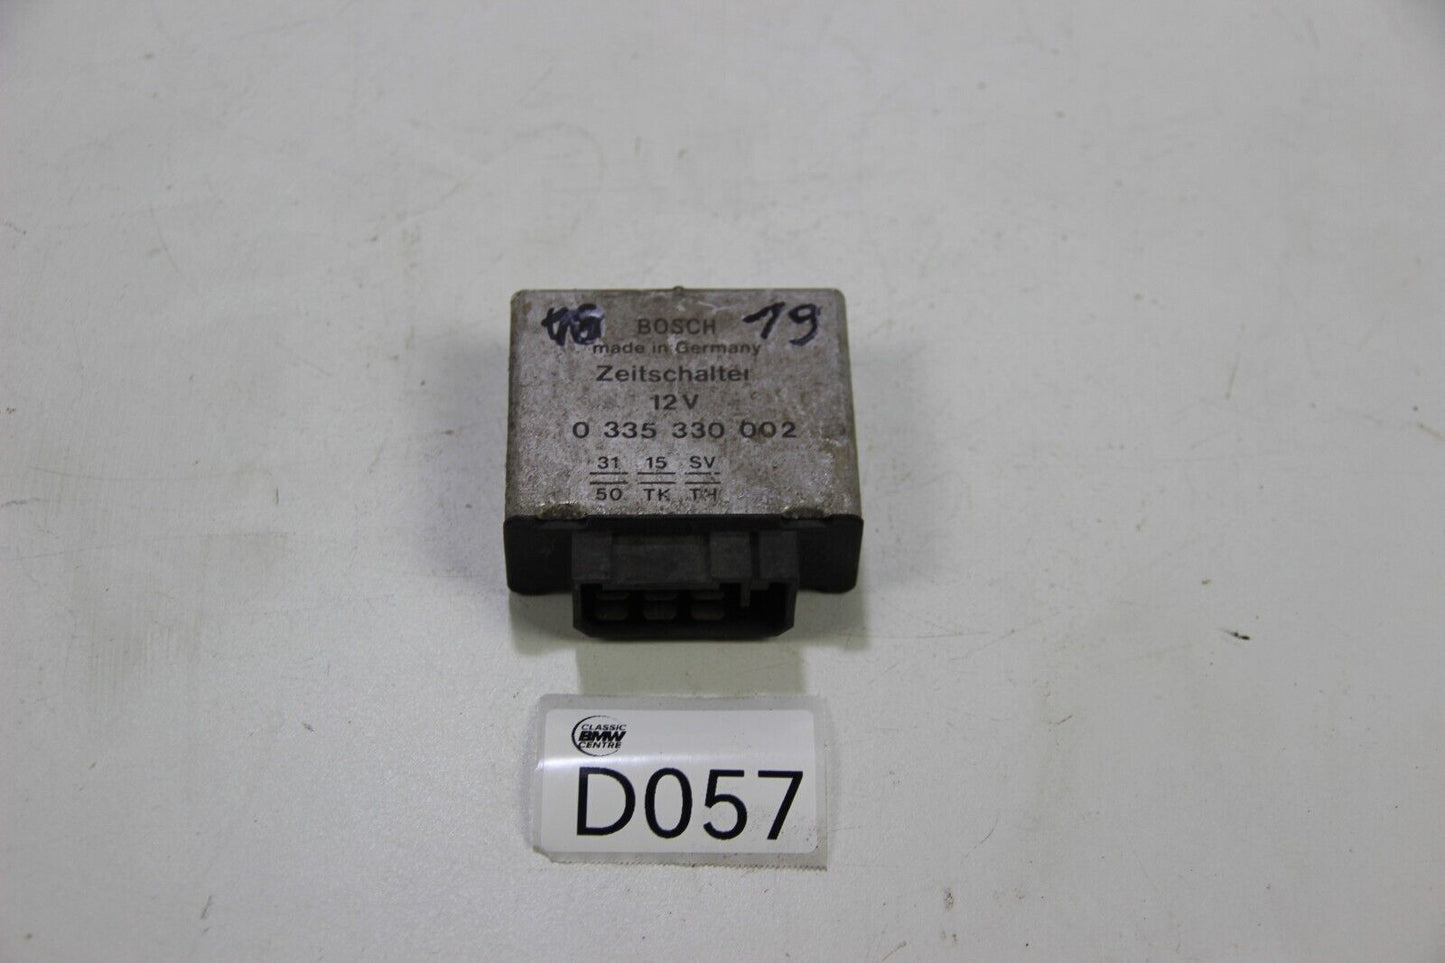 19
BOSCH
made in Germany
Zeitschalter
12V
0 335 330 002
31 15 SV
50 TK TH
CLASSIC
BMW
CENTRE
D057